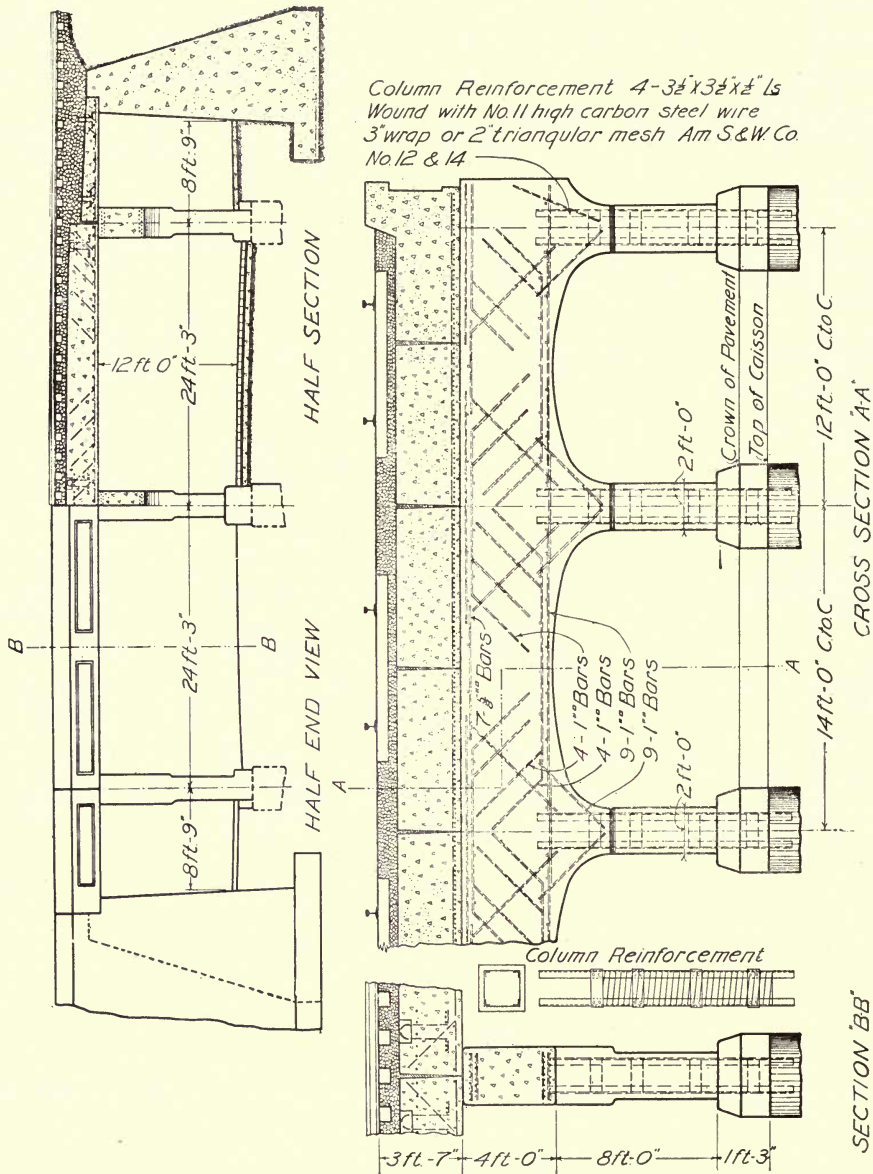 B
B
8ft-9"
24ft-3"
24ft-3"
8ft-9"
12ft 0"
HALF END VIEW
HALF SECTION
Column Reinforcement 4-3½"x3½"x½" Ls
Wound with No.11 high carbon steel wire
3"wrap or 2"triangular mesh Am S&W. Co.
No.12 & 14
A
7 ⅞"ᵒ Bars
4-1"ᵒ Bars
4-1"ᵒ Bars
9-1"ᵒ Bars
9-1"ᵒ Bars
2ft-0"
2ft-0"
Crown of Pavement
Top of Caisson
A
14ft-0" C.toC.
12ft-0" C.toC.
CROSS SECTION "A-A"
Column Reinforcement
3ft-7"
4ft-0"
8ft-0"
1ft-3"
SECTION "BB"